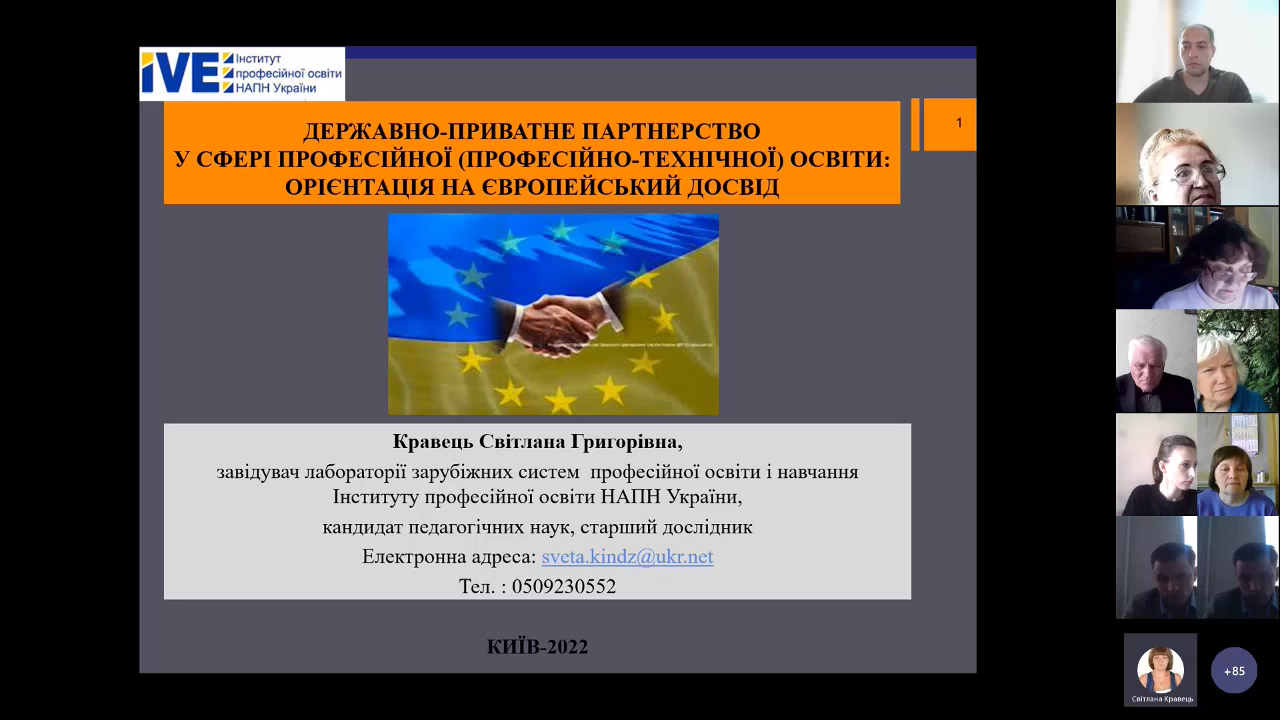 iVE
Інститут
професійної освіти
НАПН України
1
ДЕРЖАВНО-ПРИВАТНЕ ПАРТНЕРСТВО
У СФЕРІ ПРОФЕСІЙНОЇ (ПРОФЕСІЙНО-ТЕХНІЧНОЇ) ОСВІТИ:
ОРІЄНТАЦІЯ НА ЄВРОПЕЙСЬКИЙ ДОСВІД
Кравець Світлана Григорівна,
завідувач лабораторії зарубіжних систем професійної освіти і навчання
Інституту професійної освіти НАПН України,
кандидат педагогічних наук, старший дослідник
Електронна адреса: sveta.kindz@ukr.net
Тел. : 0509230552
КИЇВ-2022
Світлана Кравець
+85